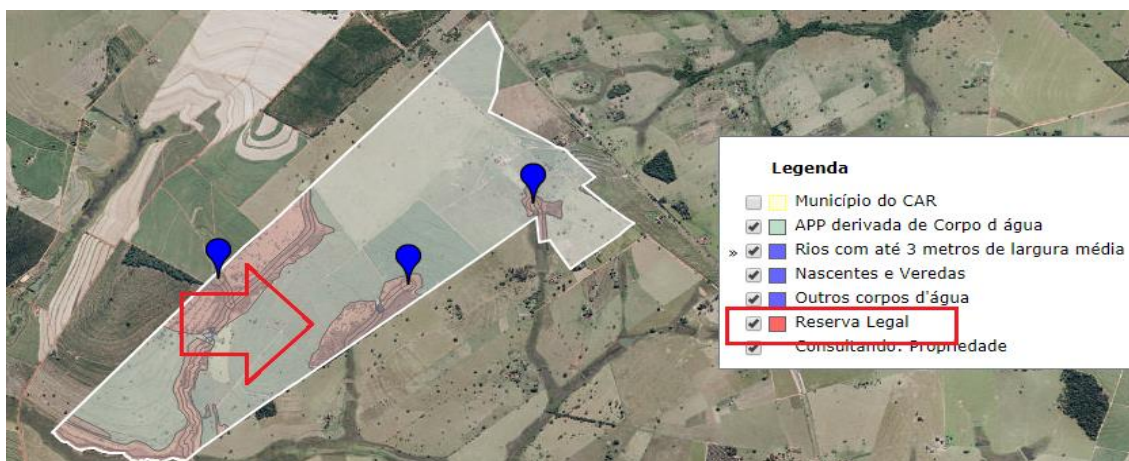 Legenda
Município do CAR
APP derivada de Corpo d água
» Rios com até 3 metros de largura média
Nascentes e Veredas
Outros corpos d'água
Reserva Legal
Consultando: Propriedade